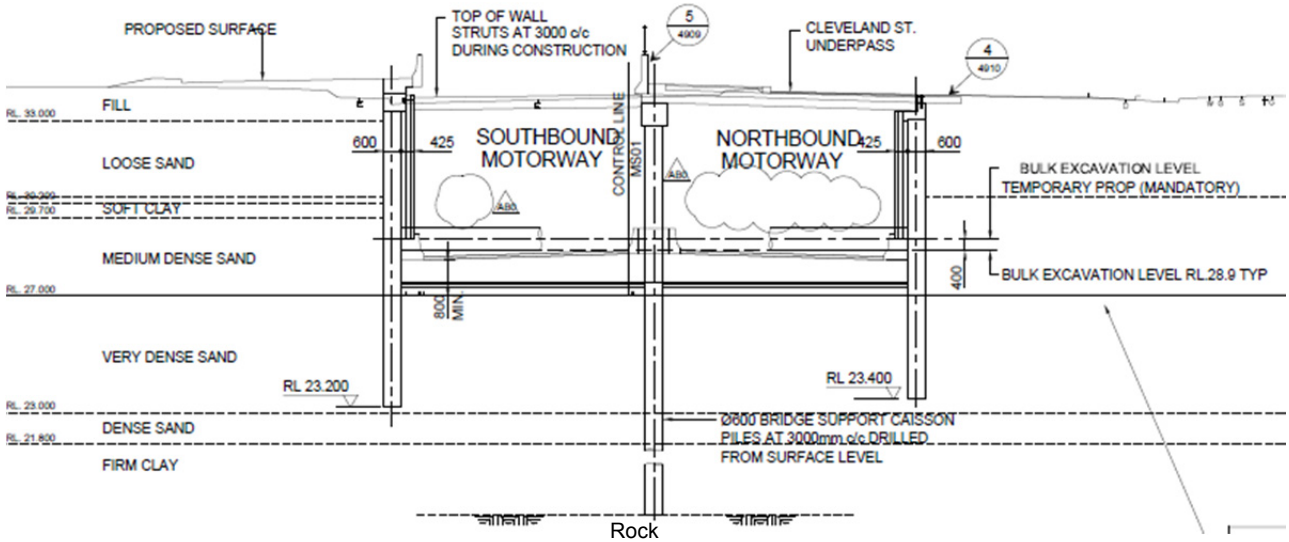 PROPOSED SURFACE
TOP OF WALL
STRUTS AT 3000 c/c
DURING CONSTRUCTION
5
4909
CLEVELAND ST.
UNDERPASS
4
4910
FILL
RL. 33.000
LOOSE SAND
600
425
SOUTHBOUND
MOTORWAY
CONTROL LINE
MS01
NORTHBOUND
MOTORWAY
425
600
AB0
AB0
BULK EXCAVATION LEVEL
TEMPORARY PROP (MANDATORY)
SOFT CLAY
RL. 29.700
MEDIUM DENSE SAND
400
BULK EXCAVATION LEVEL RL.28.9 TYP
RL. 27.000
800
MIN.
VERY DENSE SAND
RL 23.200
RL 23.400
RL. 23.000
DENSE SAND
Ø600 BRIDGE SUPPORT CAISSON
PILES AT 3000mm c/c DRILLED
FROM SURFACE LEVEL
RL. 21.800
FIRM CLAY
Rock